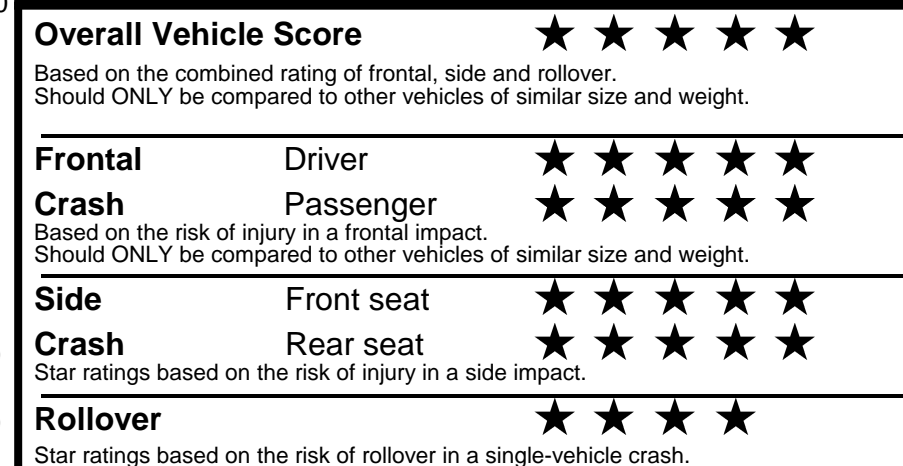 Overall Vehicle Score ★ ★ ★ ★ ★
Based on the combined rating of frontal, side and rollover.
Should ONLY be compared to other vehicles of similar size and weight.
Frontal Driver ★ ★ ★ ★ ★
Crash Passenger ★ ★ ★ ★ ★
Based on the risk of injury in a frontal impact.
Should ONLY be compared to other vehicles of similar size and weight.
Side Front seat ★ ★ ★ ★ ★
Crash Rear seat ★ ★ ★ ★ ★
Star ratings based on the risk of injury in a side impact.
Rollover ★ ★ ★ ★
Star ratings based on the risk of rollover in a single-vehicle crash.